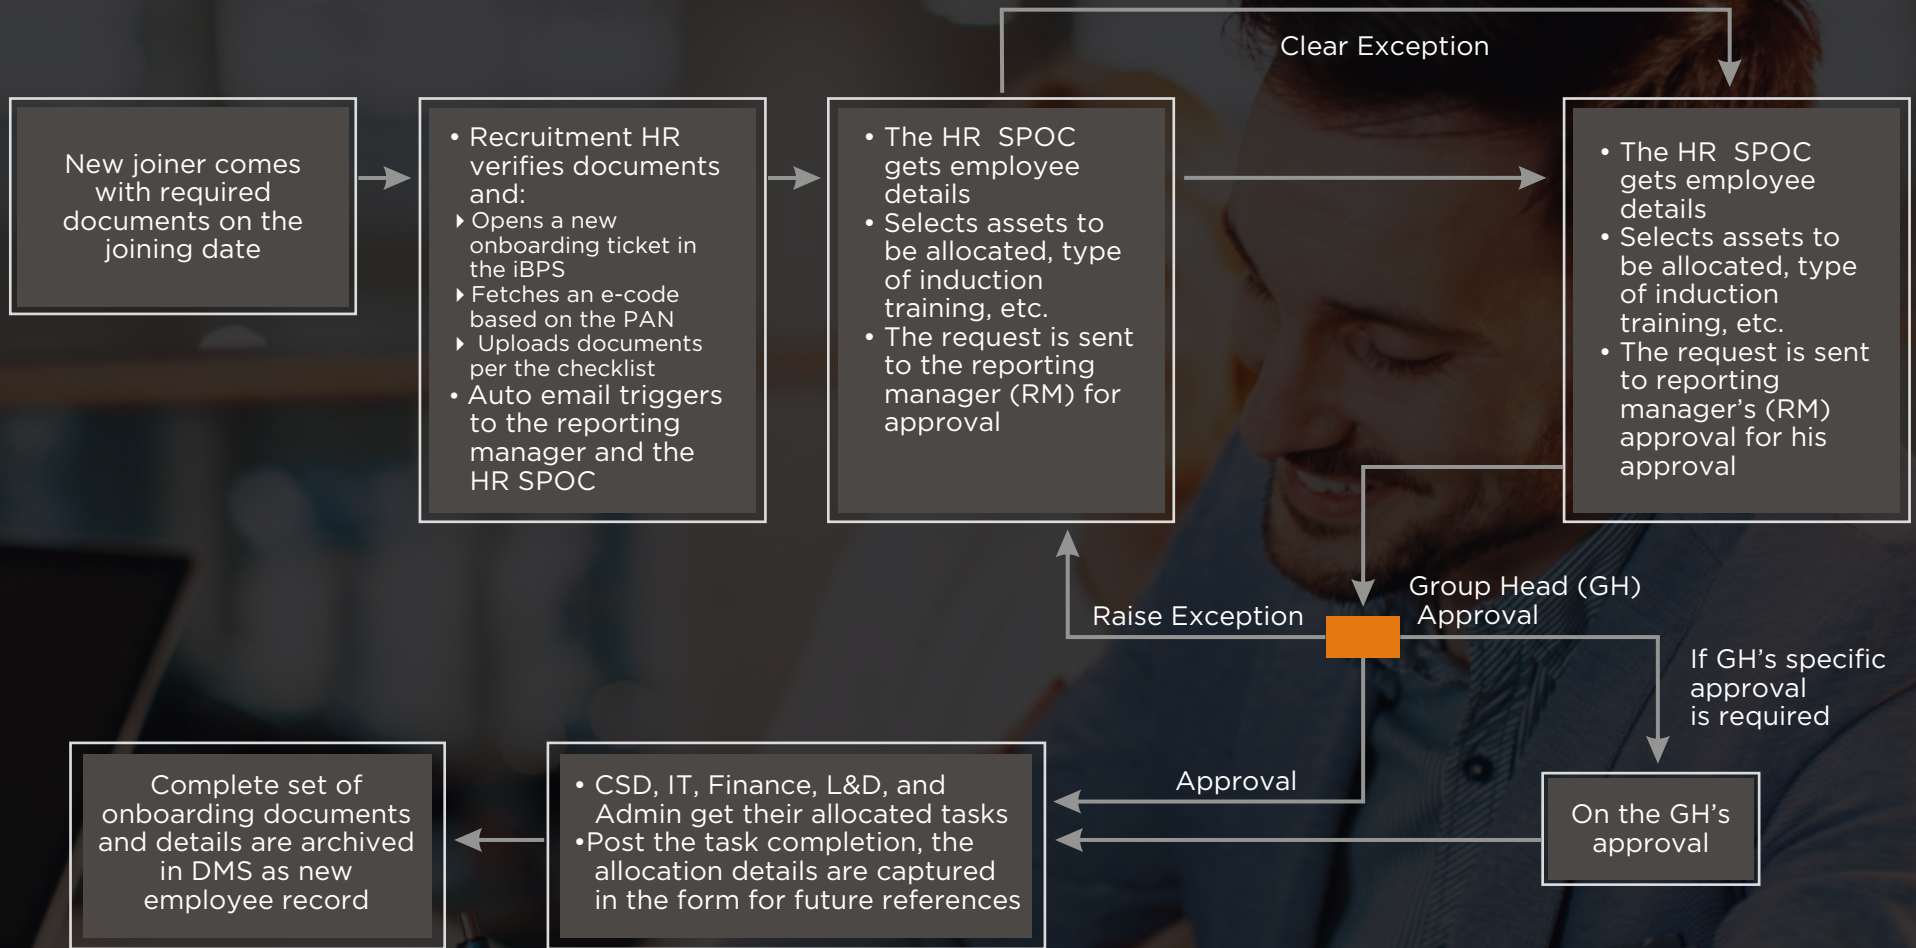 Clear Exception
New joiner comes
with required
documents on the
joining date
• Recruitment HR
verifies documents
and:
Opens a new
onboarding ticket in
the iBPS
Fetches an e-code
based on the PAN
Uploads documents
per the checklist
• Auto email triggers
to the reporting
manager and the
HR SPOC
• The HR SPOC
gets employee
details
• Selects assets to
be allocated, type
of induction
training, etc.
• The request is sent
to the reporting
manager (RM) for
approval
• The HR SPOC
gets employee
details
• Selects assets to
be allocated, type
of induction
training, etc.
• The request is sent
to reporting
manager’s (RM)
approval for his
approval
Raise Exception
Group Head (GH)
Approval
If GH’s specific
approval
is required
Approval
On the GH’s
approval
• CSD, IT, Finance, L&D, and
Admin get their allocated tasks
•Post the task completion, the
allocation details are captured
in the form for future references
Complete set of
onboarding documents
and details are archived
in DMS as new
employee record